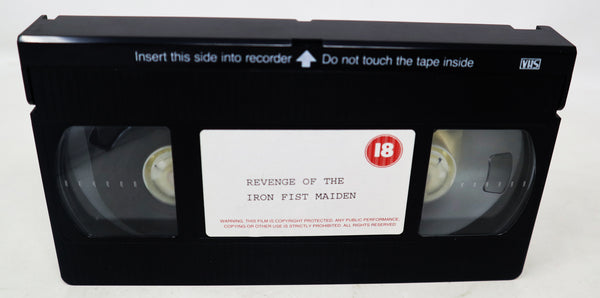 Insert this side into recorder Do not touch the tape inside VHS
18
REVENGE OF THE
IRON FIST MAIDEN
WARNING: THIS FILM IS COPYRIGHT PROTECTED. ANY PUBLIC PERFORMANCE,
COPYING OR OTHER USE IS STRICTLY PROHIBITED. ALL RIGHTS RESERVED